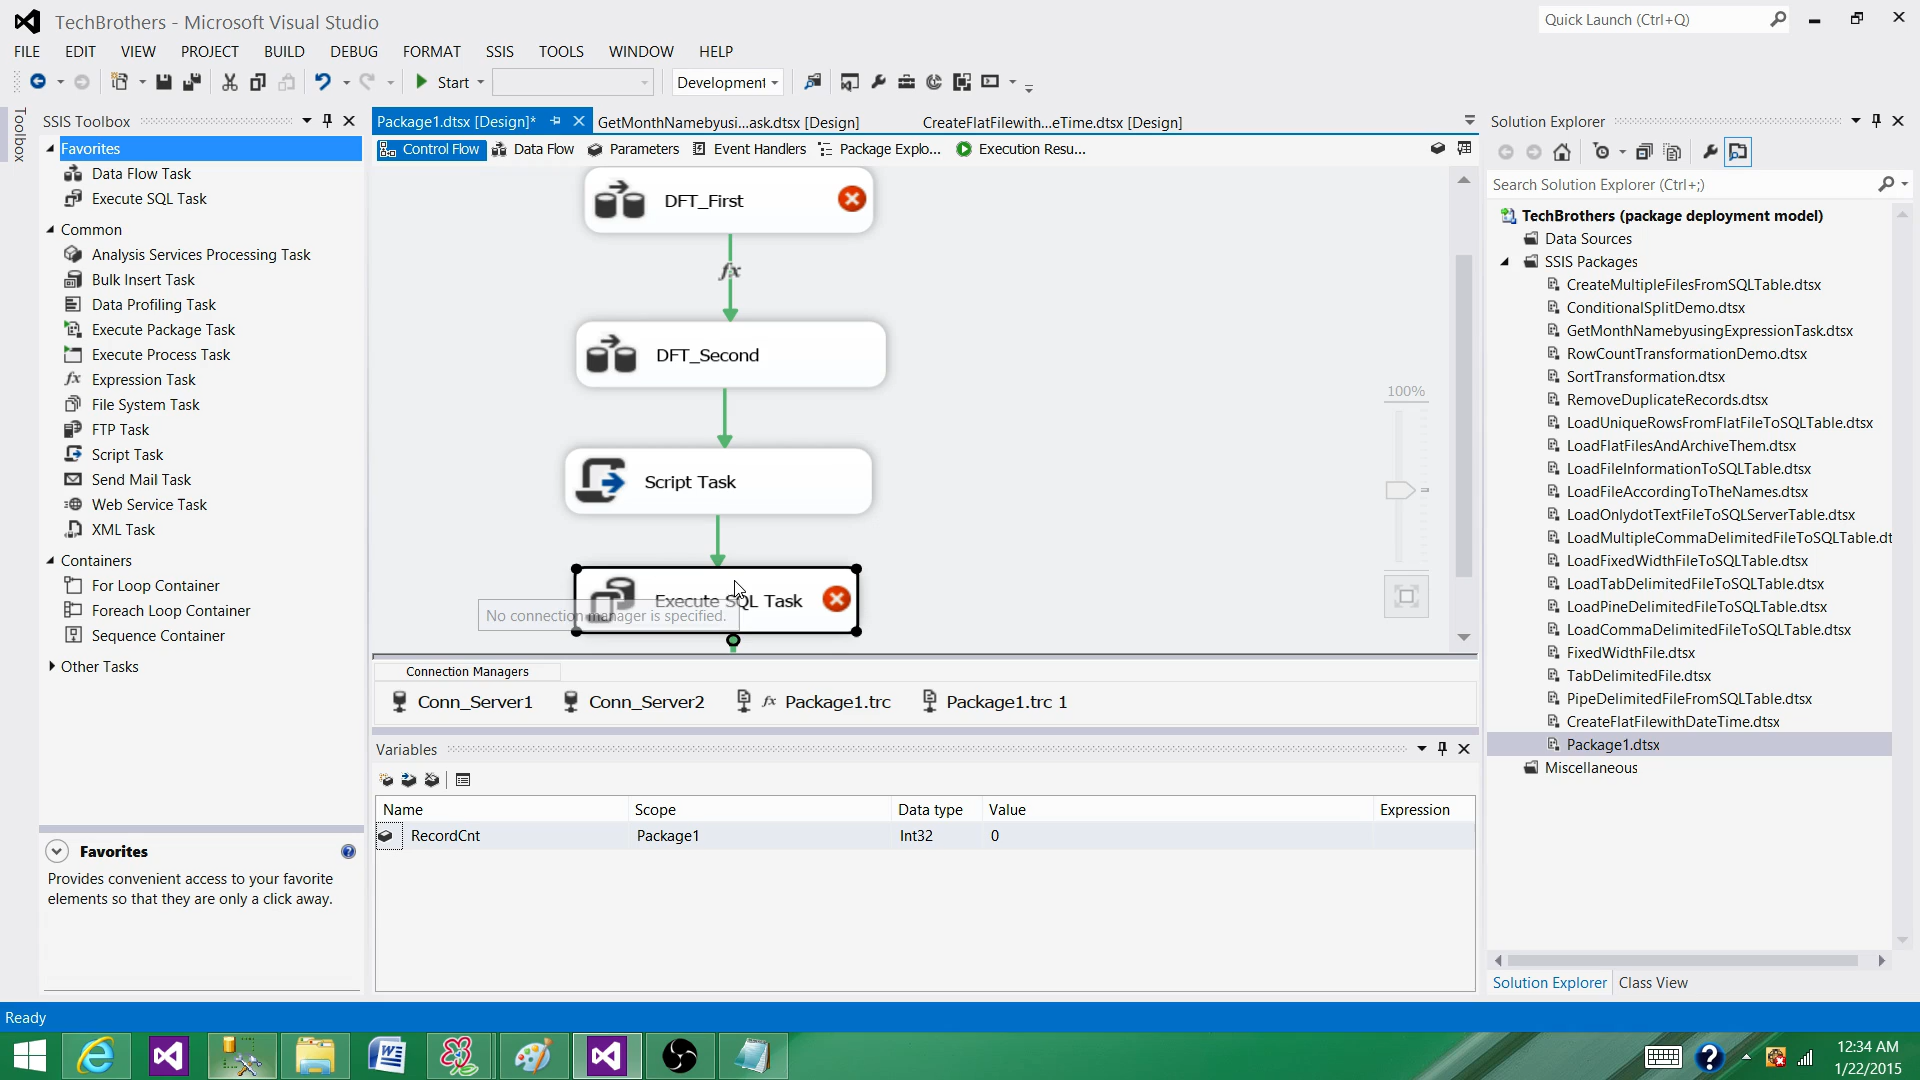 TechBrothers - Microsoft Visual Studio
Quick Launch (Ctrl+Q)
FILE EDIT VIEW PROJECT BUILD DEBUG FORMAT SSIS TOOLS WINDOW HELP
Start
Development
Toolbox
SSIS Toolbox
Favorites
Data Flow Task
Execute SQL Task
Common
Analysis Services Processing Task
Bulk Insert Task
Data Profiling Task
Execute Package Task
Execute Process Task
Expression Task
File System Task
FTP Task
Script Task
Send Mail Task
Web Service Task
XML Task
Containers
For Loop Container
Foreach Loop Container
Sequence Container
Other Tasks
Favorites
Provides convenient access to your favorite
elements so that they are only a click away.
Package1.dtsx [Design]*
GetMonthNamebyusi...ask.dtsx [Design]
CreateFlatFilewith...eTime.dtsx [Design]
Control Flow
Data Flow
Parameters
Event Handlers
Package Explo...
Execution Resu...
DFT_First
fx
DFT_Second
Script Task
Execute SQL Task
No connection manager is specified.
100%
Connection Managers
Conn_Server1
Conn_Server2
fx Package1.trc
Package1.trc 1
Variables
Name Scope Data type Value Expression
RecordCnt Package1 Int32 0
Solution Explorer
Search Solution Explorer (Ctrl+;)
TechBrothers (package deployment model)
Data Sources
SSIS Packages
CreateMultipleFilesFromSQLTable.dtsx
ConditionalSplitDemo.dtsx
GetMonthNamebyusingExpressionTask.dtsx
RowCountTransformationDemo.dtsx
SortTransformation.dtsx
RemoveDuplicateRecords.dtsx
LoadUniqueRowsFromFlatFileToSQLTable.dtsx
LoadFlatFilesAndArchiveThem.dtsx
LoadFileInformationToSQLTable.dtsx
LoadFileAccordingToTheNames.dtsx
LoadOnlydotTextFileToSQLServerTable.dtsx
LoadMultipleCommaDelimitedFileToSQLTable.dt
LoadFixedWidthFileToSQLTable.dtsx
LoadTabDelimitedFileToSQLTable.dtsx
LoadPineDelimitedFileToSQLTable.dtsx
LoadCommaDelimitedFileToSQLTable.dtsx
FixedWidthFile.dtsx
TabDelimitedFile.dtsx
PipeDelimitedFileFromSQLTable.dtsx
CreateFlatFilewithDateTime.dtsx
Package1.dtsx
Miscellaneous
Solution Explorer
Class View
Ready
12:34 AM
1/22/2015